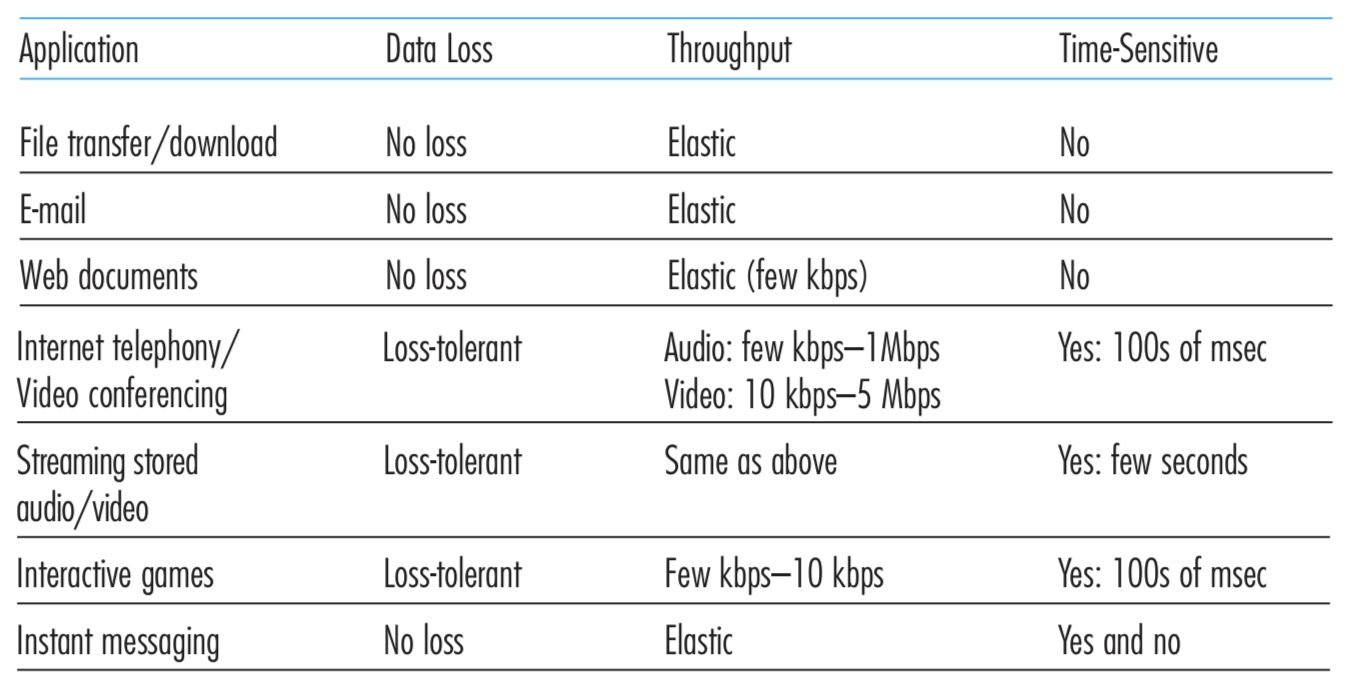 Application Data Loss Throughput Time-Sensitive
File transfer/download No loss Elastic No
E-mail No loss Elastic No
Web documents No loss Elastic (few kbps) No
Internet telephony/ Loss-tolerant Audio: few kbps–1Mbps Yes: 100s of msec
Video conferencing Video: 10 kbps–5 Mbps
Streaming stored Loss-tolerant Same as above Yes: few seconds
audio/video
Interactive games Loss-tolerant Few kbps–10 kbps Yes: 100s of msec
Instant messaging No loss Elastic Yes and no